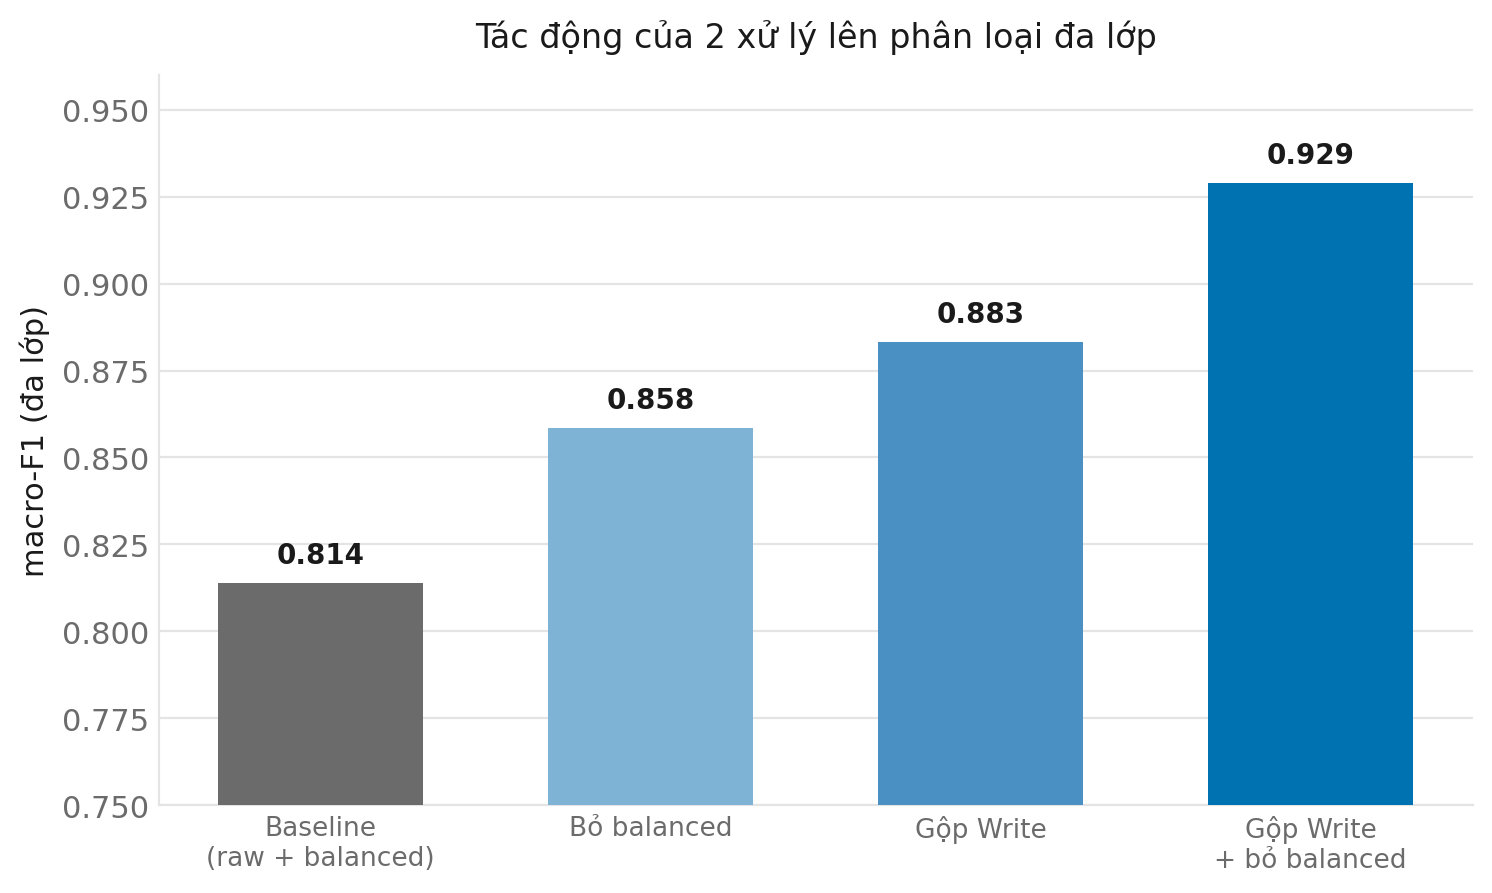 Tác động của 2 xử lý lên phân loại đa lớp
macro-F1 (đa lớp)
0.950
0.925
0.900
0.875
0.850
0.825
0.800
0.775
0.750
0.814
0.858
0.883
0.929
Baseline
(raw + balanced)
Bỏ balanced
Gộp Write
Gộp Write
+ bỏ balanced